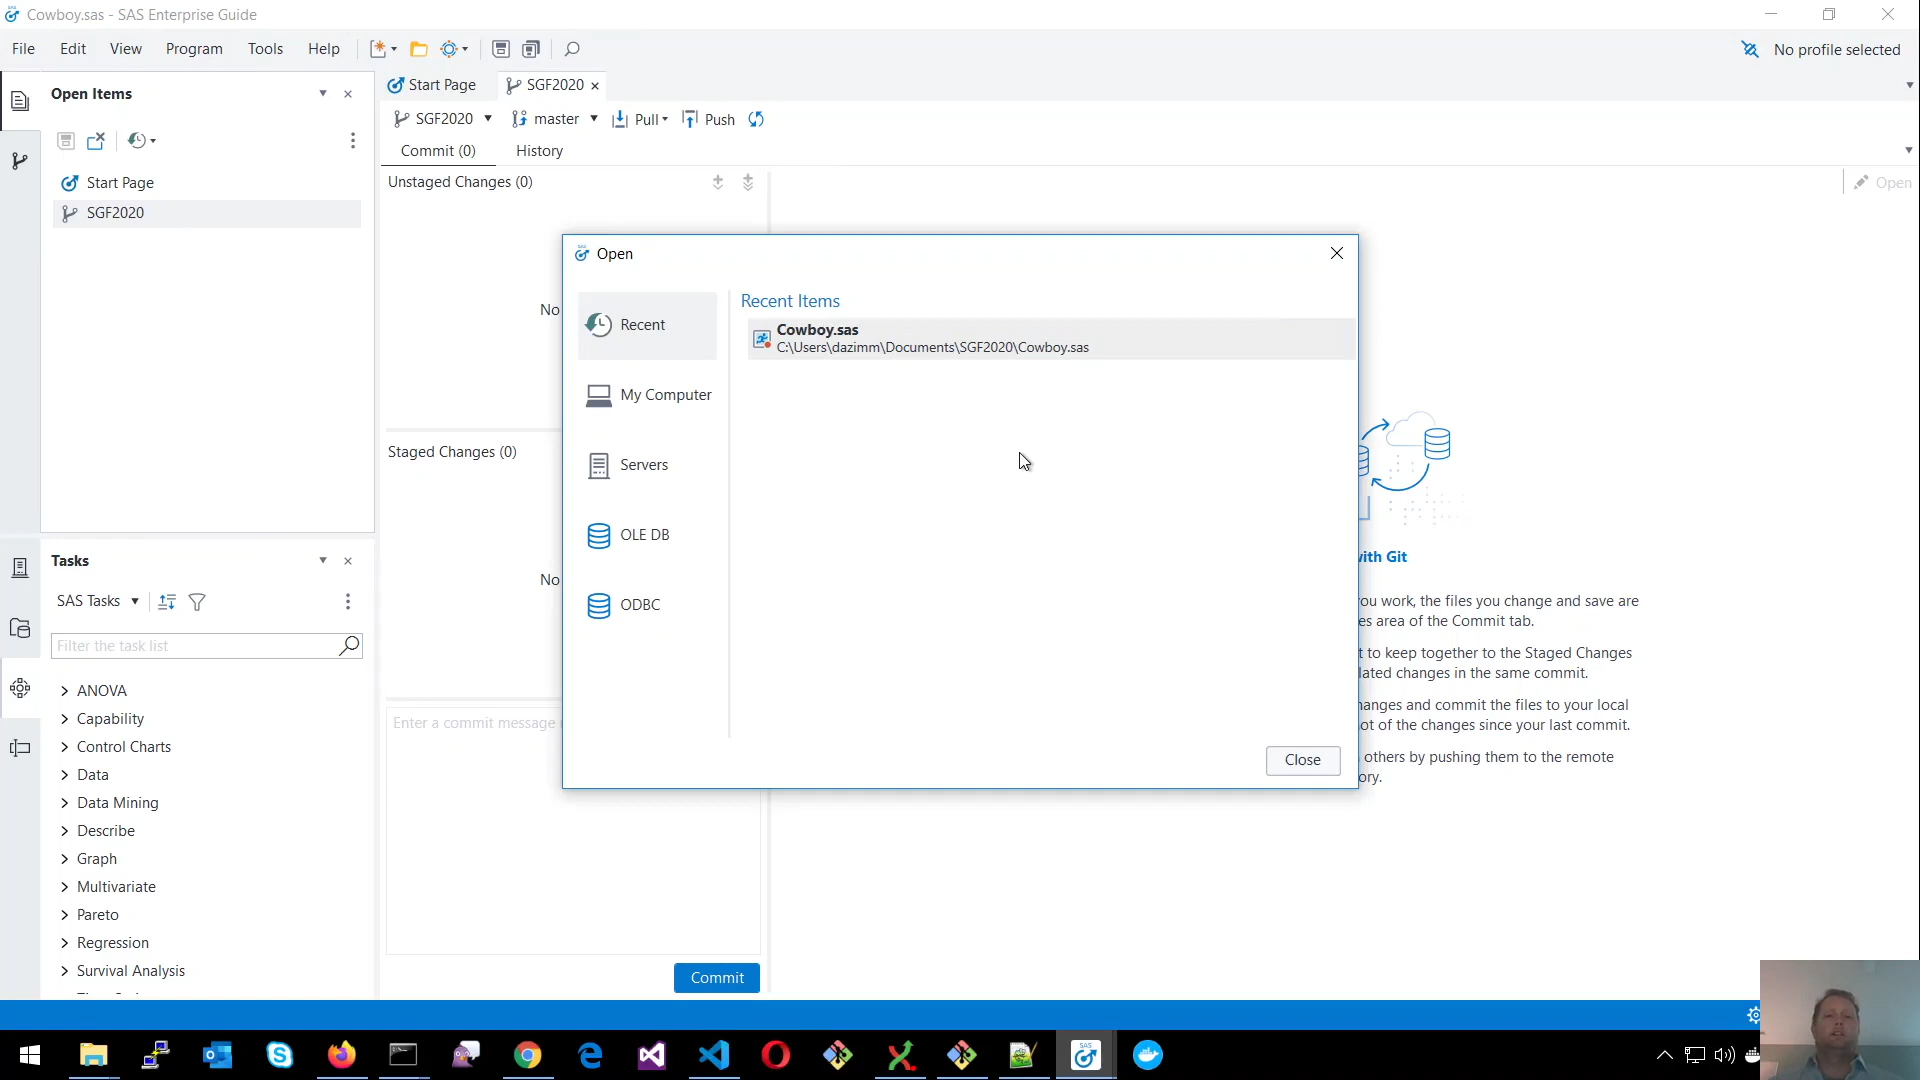 Cowboy.sas - SAS Enterprise Guide
File Edit View Program Tools Help
No profile selected
Open Items
Start Page
SGF2020
Start Page
SGF2020
SGF2020
master
Pull
Push
Commit (0)
History
Unstaged Changes (0)
Open
No
Staged Changes (0)
No
Enter a commit message
Commit
Open
Recent
My Computer
Servers
OLE DB
ODBC
Recent Items
Cowboy.sas
C:\Users\dazimm\Documents\SGF2020\Cowboy.sas
Close
with Git
you work, the files you change and save are
es area of the Commit tab.
t to keep together to the Staged Changes
lated changes in the same commit.
hanges and commit the files to your local
ot of the changes since your last commit.
others by pushing them to the remote
ory.
Tasks
SAS Tasks
Filter the task list
ANOVA
Capability
Control Charts
Data
Data Mining
Describe
Graph
Multivariate
Pareto
Regression
Survival Analysis